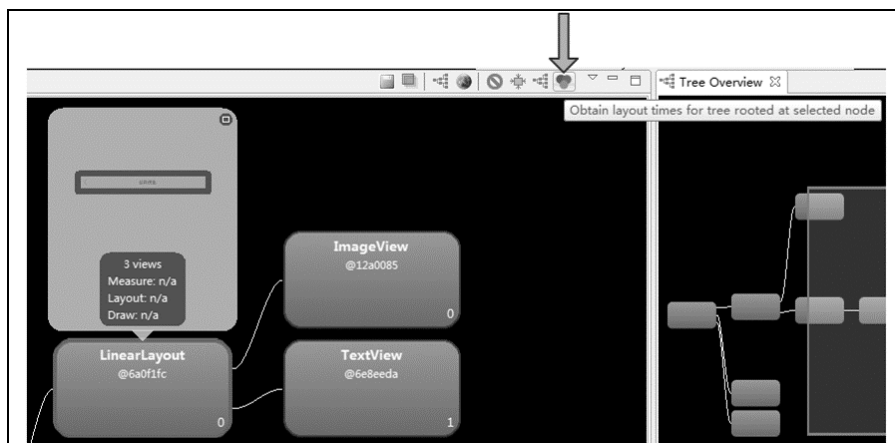 Tree Overview
Obtain layout times for tree rooted at selected node
3 views
Measure: n/a
Layout: n/a
Draw: n/a
ImageView
@12a0085
0
LinearLayout
@6a0f1fc
0
TextView
@6e8eeda
1